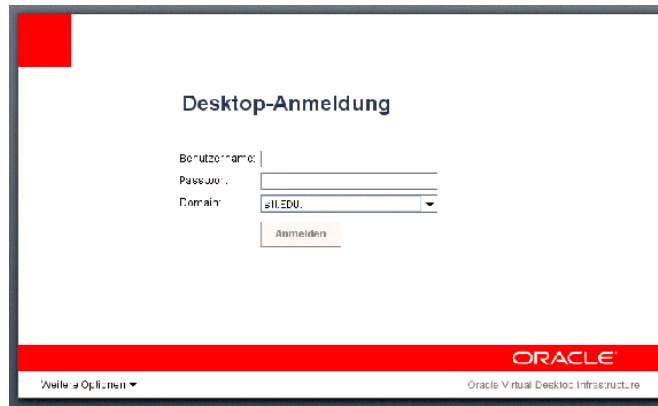 Desktop-Anmeldung
Benutzername:
Passwort:
Domain:
Anmelden
ORACLE
Weitere Optionen
Oracle Virtual Desktop Infrastructure